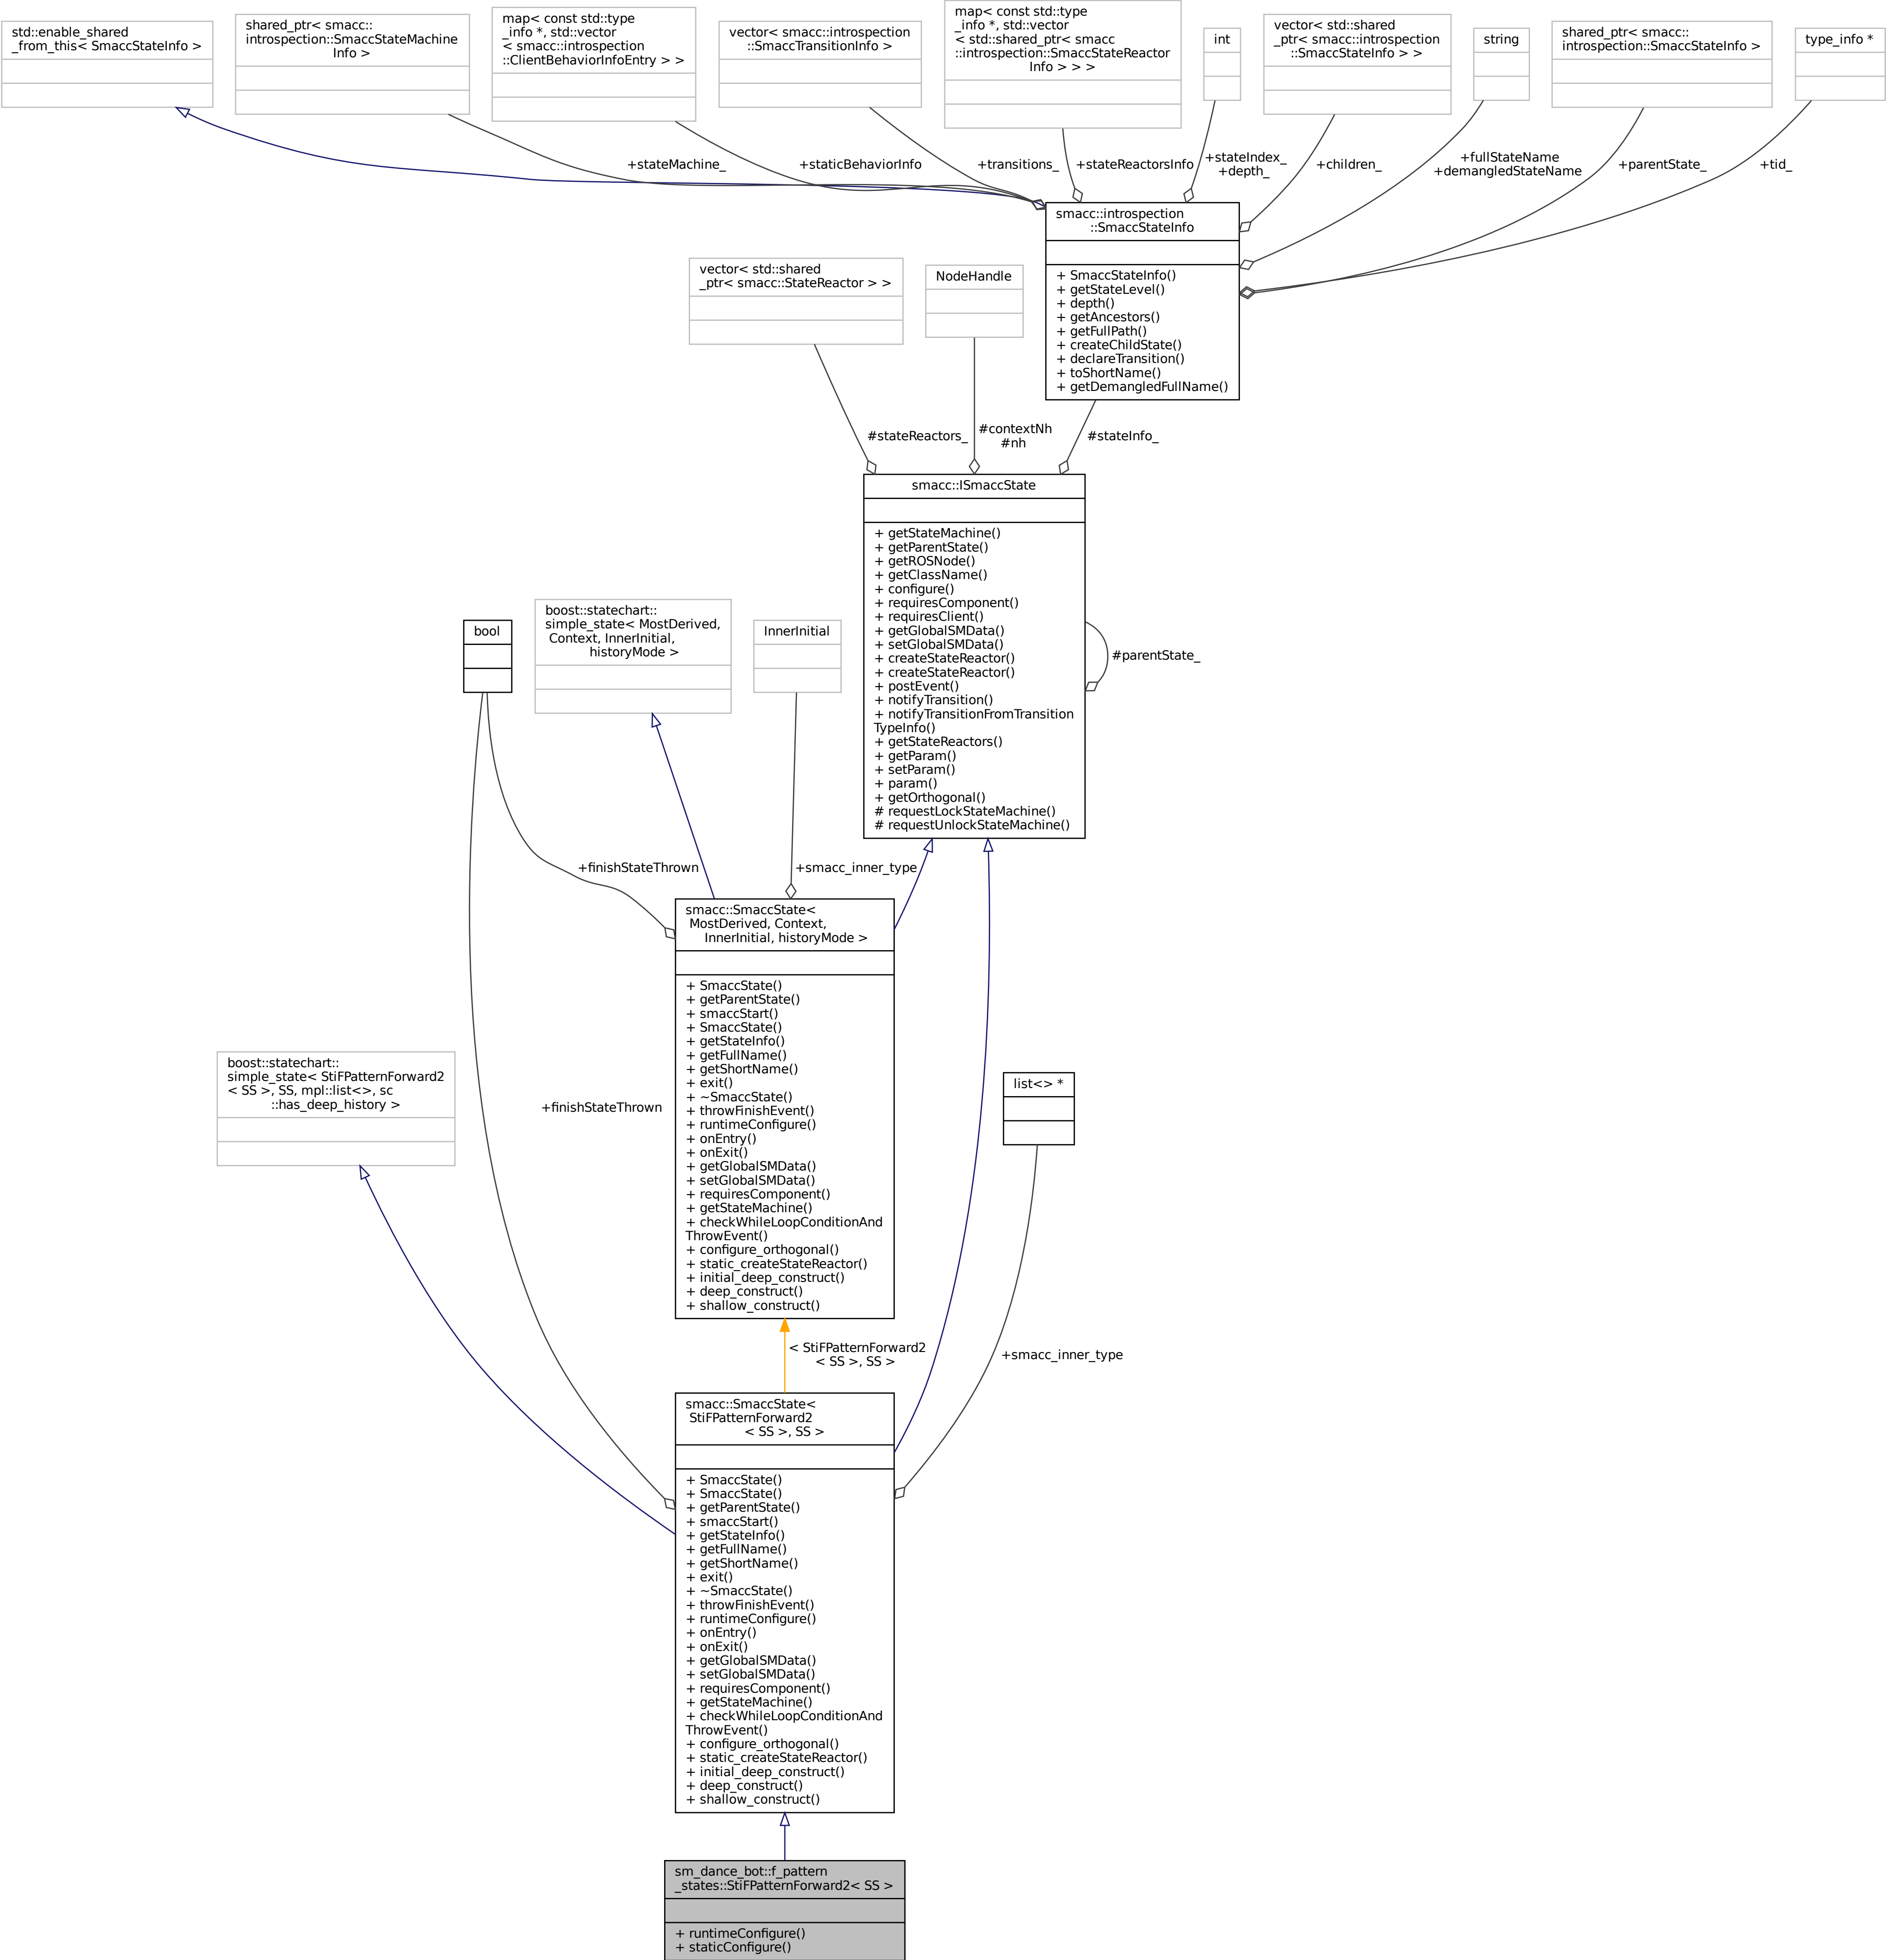 std::enable_shared
_from_this< SmaccStateInfo >
shared_ptr< smacc::
introspection::SmaccStateMachine
Info >
map< const std::type
_info *, std::vector
< smacc::introspection
::ClientBehaviorInfoEntry > >
vector< smacc::introspection
::SmaccTransitionInfo >
map< const std::type
_info *, std::vector
< std::shared_ptr< smacc
::introspection::SmaccStateReactor
Info > > >
int
vector< std::shared
_ptr< smacc::introspection
::SmaccStateInfo > >
string
shared_ptr< smacc::
introspection::SmaccStateInfo >
type_info *
+stateMachine_
+staticBehaviorInfo
+transitions_
+stateReactorsInfo
+stateIndex_
+depth_
+children_
+fullStateName
+demangledStateName
+parentState_
+tid_
smacc::introspection
::SmaccStateInfo
+ SmaccStateInfo()
+ getStateLevel()
+ depth()
+ getAncestors()
+ getFullPath()
+ createChildState()
+ declareTransition()
+ toShortName()
+ getDemangledFullName()
vector< std::shared
_ptr< smacc::StateReactor > >
NodeHandle
#stateReactors_
#contextNh
#nh
#stateInfo_
smacc::ISmaccState
+ getStateMachine()
+ getParentState()
+ getROSNode()
+ getClassName()
+ configure()
+ requiresComponent()
+ requiresClient()
+ getGlobalSMData()
+ setGlobalSMData()
+ createStateReactor()
+ createStateReactor()
+ postEvent()
+ notifyTransition()
+ notifyTransitionFromTransition
TypeInfo()
+ getStateReactors()
+ getParam()
+ setParam()
+ param()
+ getOrthogonal()
# requestLockStateMachine()
# requestUnlockStateMachine()
#parentState_
bool
boost::statechart::
simple_state< MostDerived,
Context, InnerInitial,
historyMode >
InnerInitial
+finishStateThrown
+smacc_inner_type
smacc::SmaccState<
MostDerived, Context,
InnerInitial, historyMode >
+ SmaccState()
+ getParentState()
+ smaccStart()
+ SmaccState()
+ getStateInfo()
+ getFullName()
+ getShortName()
+ exit()
+ ~SmaccState()
+ throwFinishEvent()
+ runtimeConfigure()
+ onEntry()
+ onExit()
+ getGlobalSMData()
+ setGlobalSMData()
+ requiresComponent()
+ getStateMachine()
+ checkWhileLoopConditionAnd
ThrowEvent()
+ configure_orthogonal()
+ static_createStateReactor()
+ initial_deep_construct()
+ deep_construct()
+ shallow_construct()
boost::statechart::
simple_state< StiFPatternForward2
< SS >, SS, mpl::list<>, sc
::has_deep_history >
+finishStateThrown
list<> *
< StiFPatternForward2
< SS >, SS >
+smacc_inner_type
smacc::SmaccState<
StiFPatternForward2
< SS >, SS >
+ SmaccState()
+ SmaccState()
+ getParentState()
+ smaccStart()
+ getStateInfo()
+ getFullName()
+ getShortName()
+ exit()
+ ~SmaccState()
+ throwFinishEvent()
+ runtimeConfigure()
+ onEntry()
+ onExit()
+ getGlobalSMData()
+ setGlobalSMData()
+ requiresComponent()
+ getStateMachine()
+ checkWhileLoopConditionAnd
ThrowEvent()
+ configure_orthogonal()
+ static_createStateReactor()
+ initial_deep_construct()
+ deep_construct()
+ shallow_construct()
sm_dance_bot::f_pattern
_states::StiFPatternForward2< SS >
+ runtimeConfigure()
+ staticConfigure()